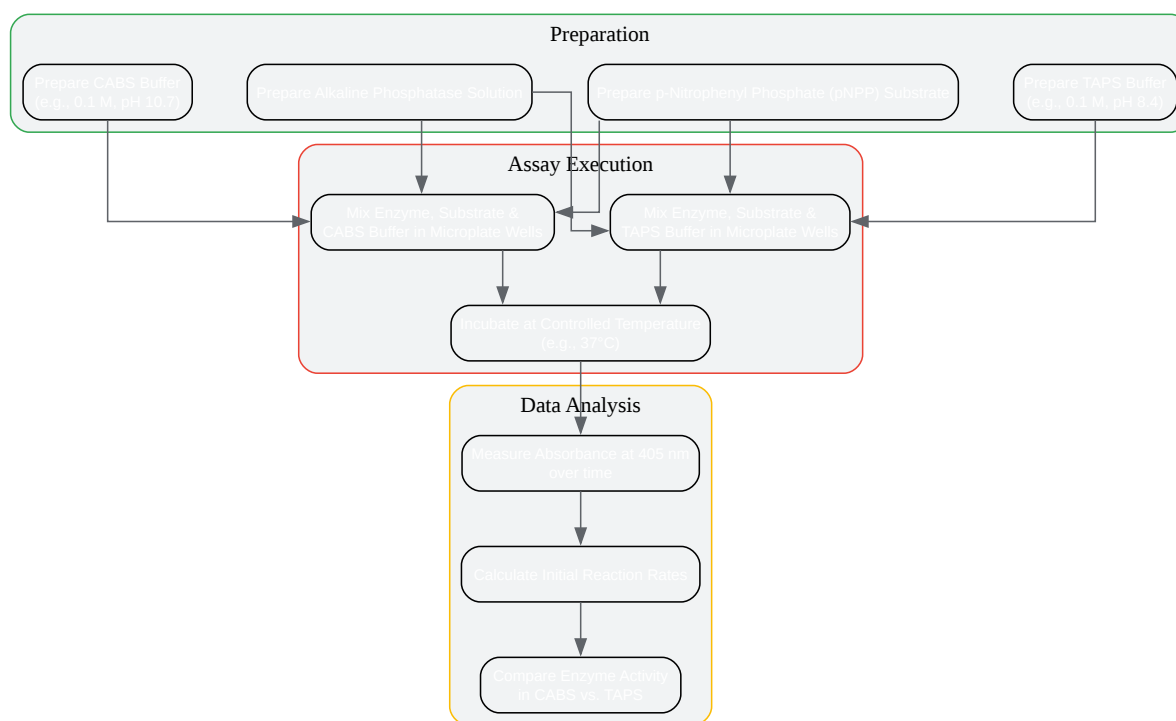 Preparation
Prepare CABS Buffer
(e.g., 0.1 M, pH 10.7)
Prepare Alkaline Phosphatase Solution
Prepare p-Nitrophenyl Phosphate (pNPP) Substrate
Prepare TAPS Buffer
(e.g., 0.1 M, pH 8.4)
Assay Execution
Mix Enzyme, Substrate &
CABS Buffer in Microplate Wells
Mix Enzyme, Substrate &
TAPS Buffer in Microplate Wells
Incubate at Controlled Temperature
(e.g., 37°C)
Data Analysis
Measure Absorbance at 405 nm
over time
Calculate Initial Reaction Rates
Compare Enzyme Activity
in CABS vs. TAPS